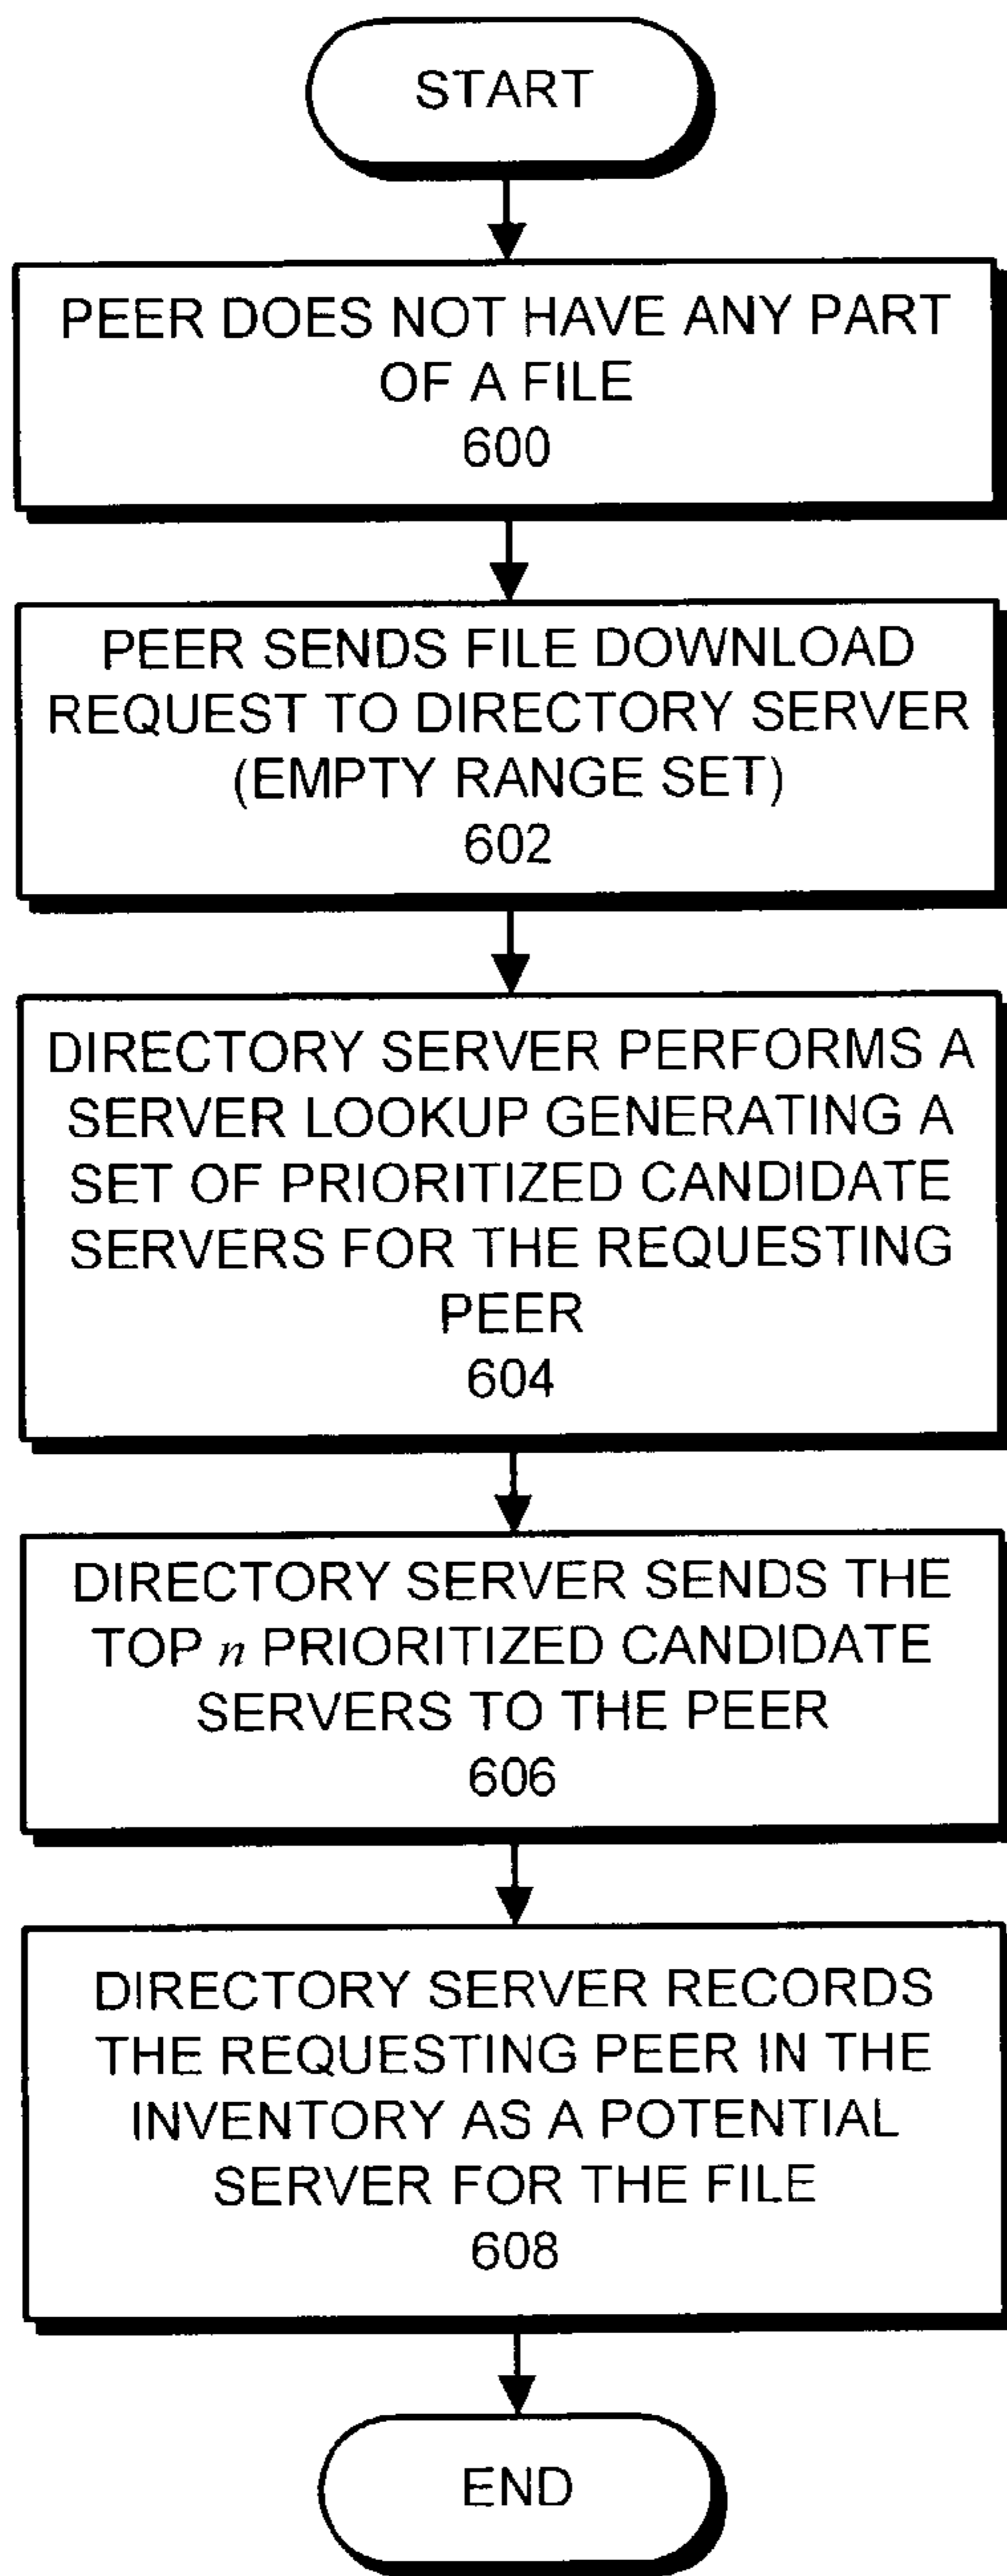 START
PEER DOES NOT HAVE ANY PART
OF A FILE
600
PEER SENDS FILE DOWNLOAD
REQUEST TO DIRECTORY SERVER
(EMPTY RANGE SET)
602
DIRECTORY SERVER PERFORMS A
SERVER LOOKUP GENERATING A
SET OF PRIORITIZED CANDIDATE
SERVERS FOR THE REQUESTING
PEER
604
DIRECTORY SERVER SENDS THE
TOP n PRIORITIZED CANDIDATE
SERVERS TO THE PEER
606
DIRECTORY SERVER RECORDS
THE REQUESTING PEER IN THE
INVENTORY AS A POTENTIAL
SERVER FOR THE FILE
608
END